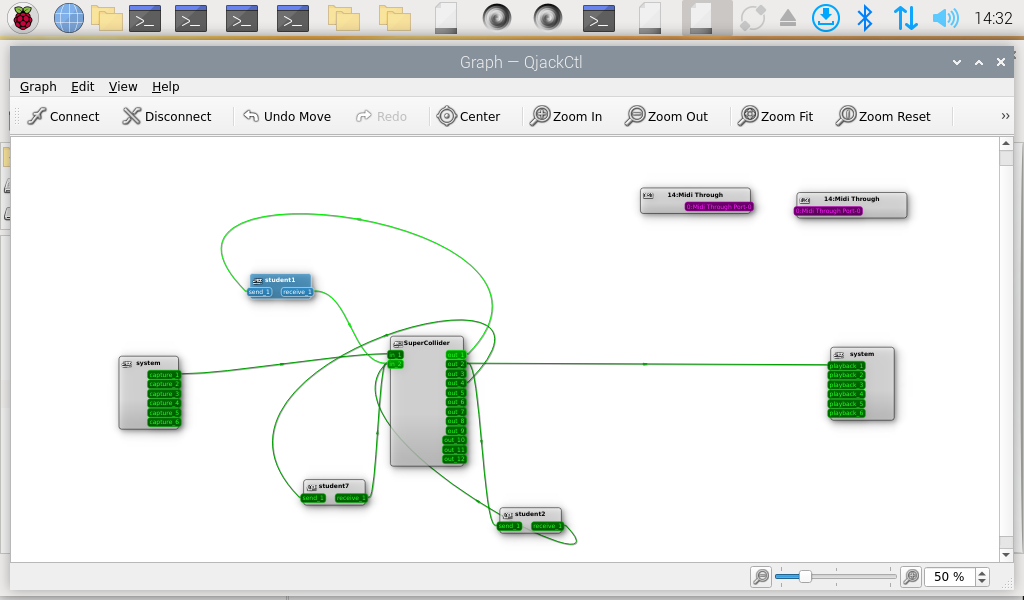 14:32
Graph — QjackCtl
Graph Edit View Help
Connect Disconnect Undo Move Redo Center Zoom In Zoom Out Zoom Fit Zoom Reset »
14:Midi Through
0:Midi Through Port-0
14:Midi Through
0:Midi Through Port-0
student1
send_1 receive_1
SuperCollider
in_1 out_1
in_2 out_2
out_3
out_4
out_5
out_6
out_7
out_8
out_9
out_10
out_11
out_12
system
capture_1
capture_2
capture_3
capture_4
capture_5
capture_6
system
playback_1
playback_2
playback_3
playback_4
playback_5
playback_6
student7
send_1 receive_1
student2
send_1 receive_1
50 %